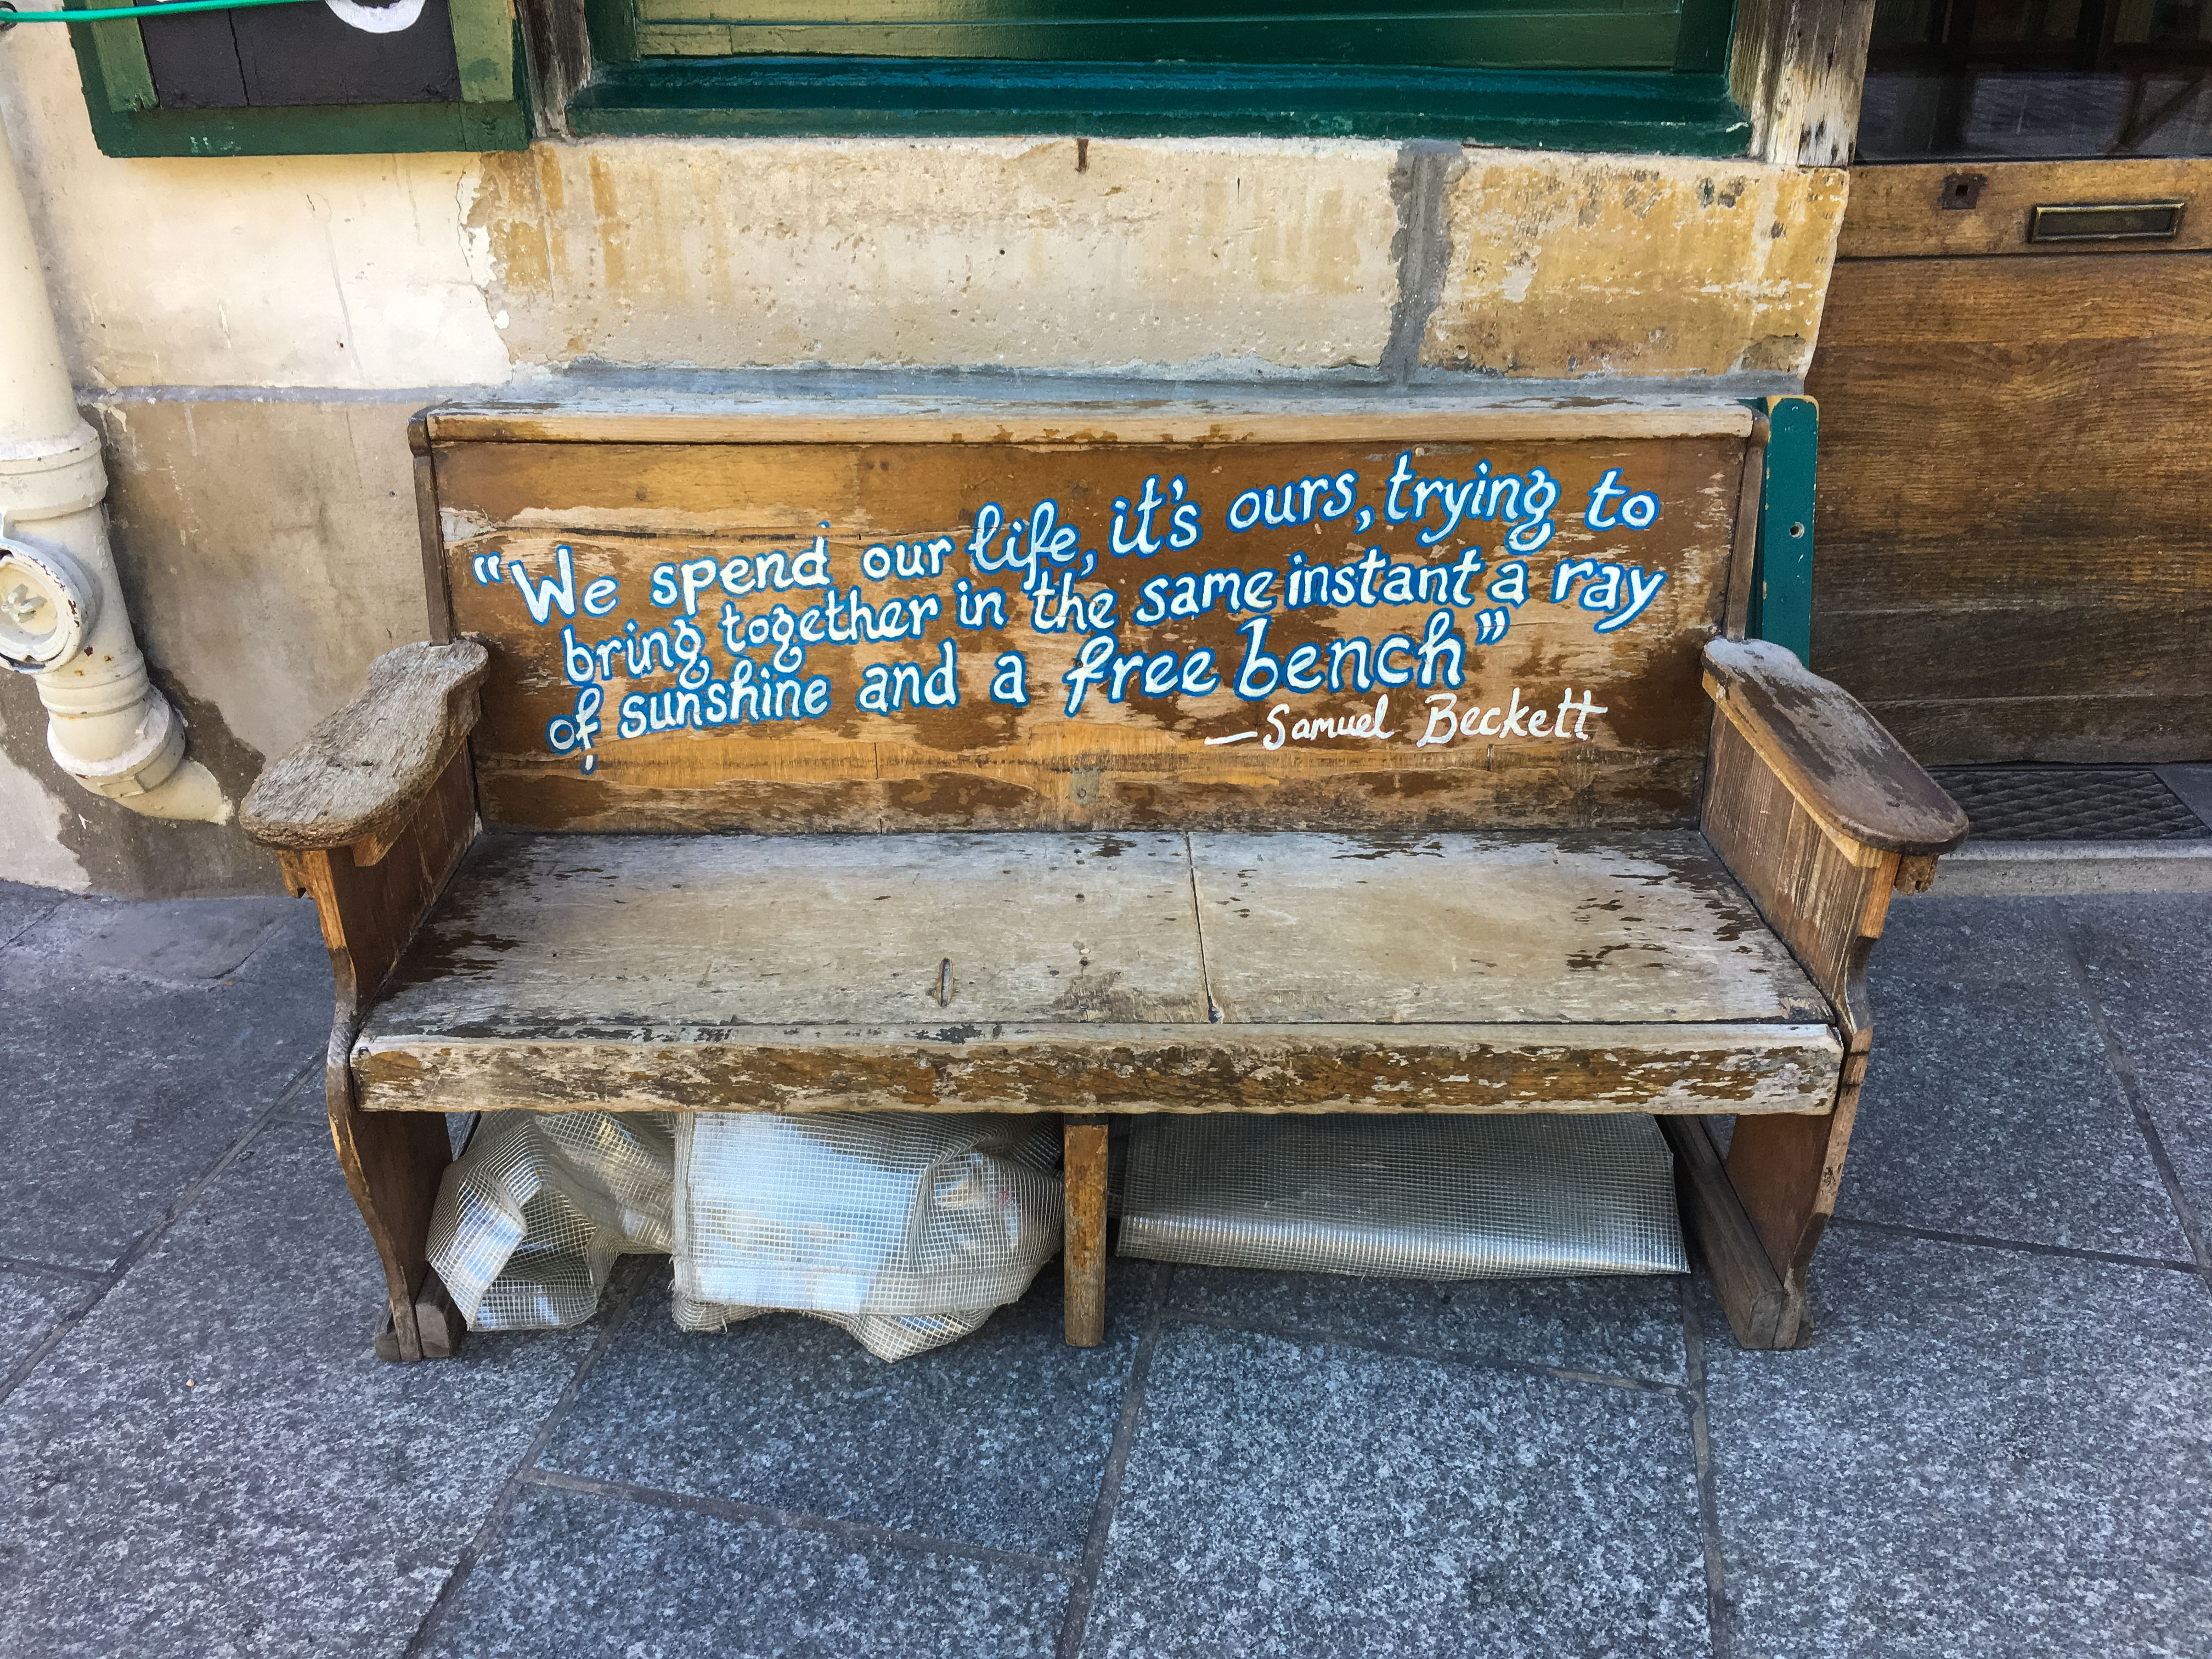 “We spend our life, it's ours, trying to
bring together in the same instant a ray
of sunshine and a free bench”
—Samuel Beckett